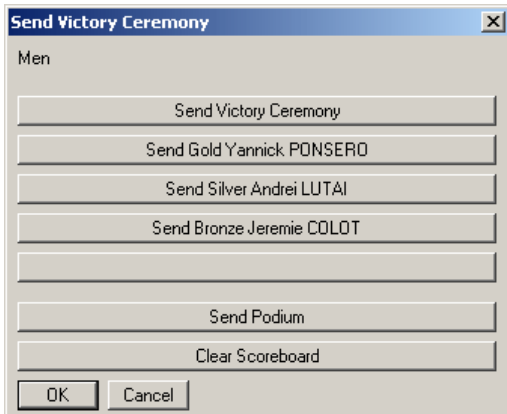 Send Victory Ceremony
Men
Send Victory Ceremony
Send Gold Yannick PONSERO
Send Silver Andrei LUTAI
Send Bronze Jeremie COLOT
Send Podium
Clear Scoreboard
OK Cancel